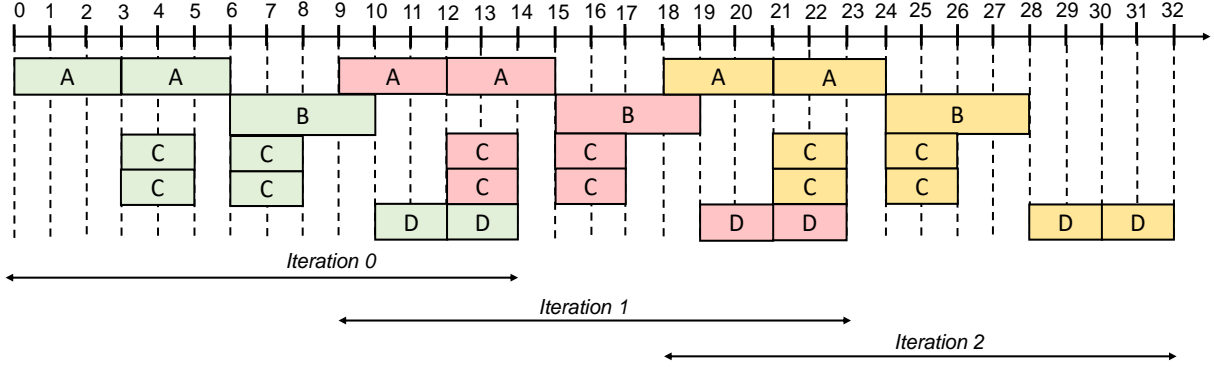 0 1 2 3 4 5 6 7 8 9 10 11 12 13 14 15 16 17 18 19 20 21 22 23 24 25 26 27 28 29 30 31 32
A A A A A A
B B B
C C C C C C
C C C C C C
D D D D D D
Iteration 0
Iteration 1
Iteration 2